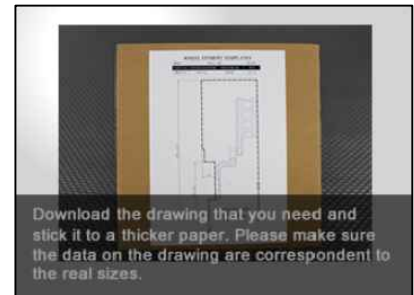 Download the drawing that you need and
stick it to a thicker paper. Please make sure
the data on the drawing are correspondent to
the real sizes.